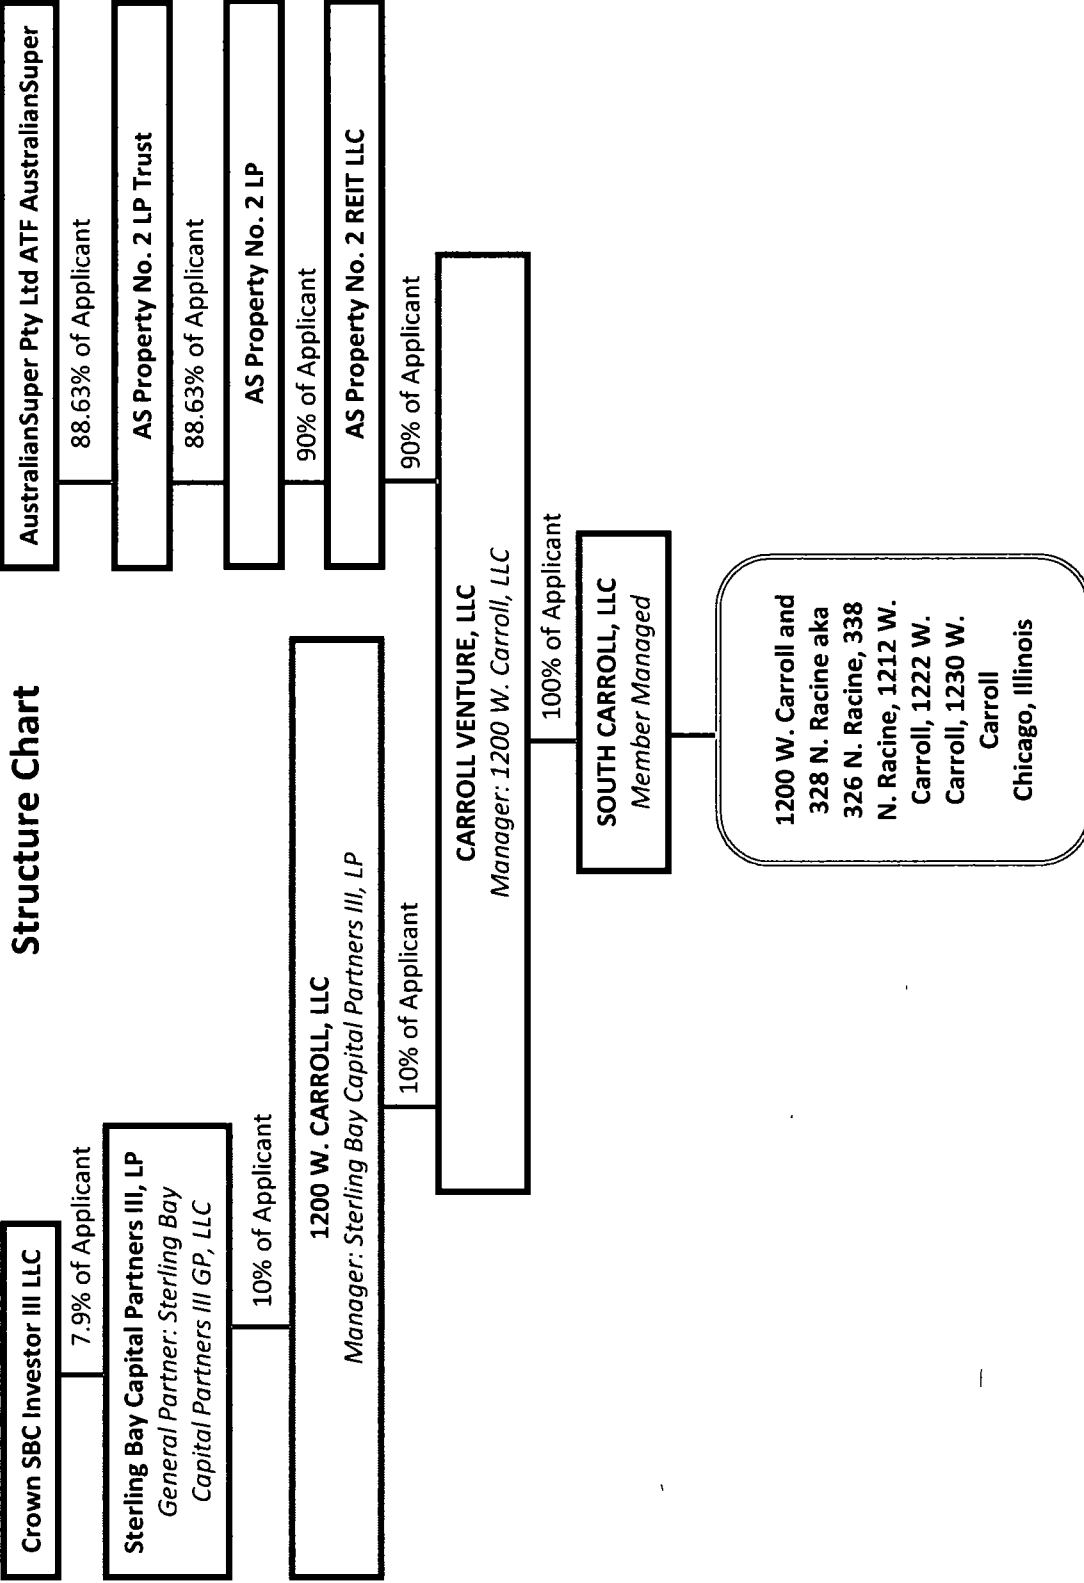 Structure Chart
Crown SBC Investor III LLC
7.9% of Applicant
Sterling Bay Capital Partners III, LP
General Partner: Sterling Bay
Capital Partners III GP, LLC
10% of Applicant
1200 W. CARROLL, LLC
Manager: Sterling Bay Capital Partners III, LP
10% of Applicant
AustralianSuper Pty Ltd ATF AustralianSuper
88.63% of Applicant
AS Property No. 2 LP Trust
88.63% of Applicant
AS Property No. 2 LP
90% of Applicant
AS Property No. 2 REIT LLC
90% of Applicant
CARROLL VENTURE, LLC
Manager: 1200 W. Carroll, LLC
100% of Applicant
SOUTH CARROLL, LLC
Member Managed
1200 W. Carroll and
328 N. Racine aka
326 N. Racine, 338
N. Racine, 1212 W.
Carroll, 1222 W.
Carroll, 1230 W.
Carroll
Chicago, Illinois